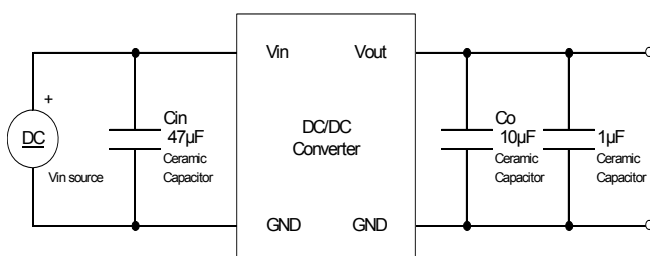 +
DC
Vin source
Cin
47µF
Ceramic
Capacitor
Vin
Vout
DC/DC
Converter
GND
GND
Co
10µF
Ceramic
Capacitor
1µF
Ceramic
Capacitor